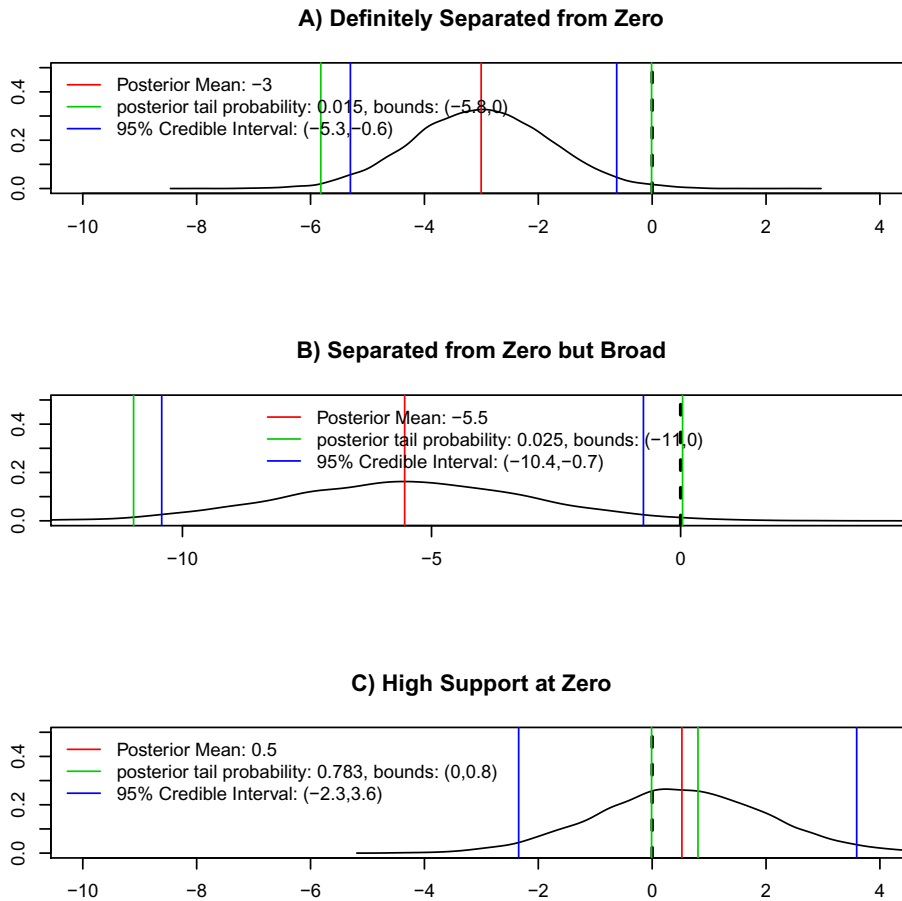 A) Definitely Separated from Zero
Posterior Mean: −3
posterior tail probability: 0.015, bounds: (−5.8,0)
95% Credible Interval: (−5.3,−0.6)
0.0
0.2
0.4
−10 −8 −6 −4 −2 0 2 4
B) Separated from Zero but Broad
Posterior Mean: −5.5
posterior tail probability: 0.025, bounds: (−11,0)
95% Credible Interval: (−10.4,−0.7)
0.0
0.2
0.4
−10 −5 0
C) High Support at Zero
Posterior Mean: 0.5
posterior tail probability: 0.783, bounds: (0,0.8)
95% Credible Interval: (−2.3,3.6)
0.0
0.2
0.4
−10 −8 −6 −4 −2 0 2 4